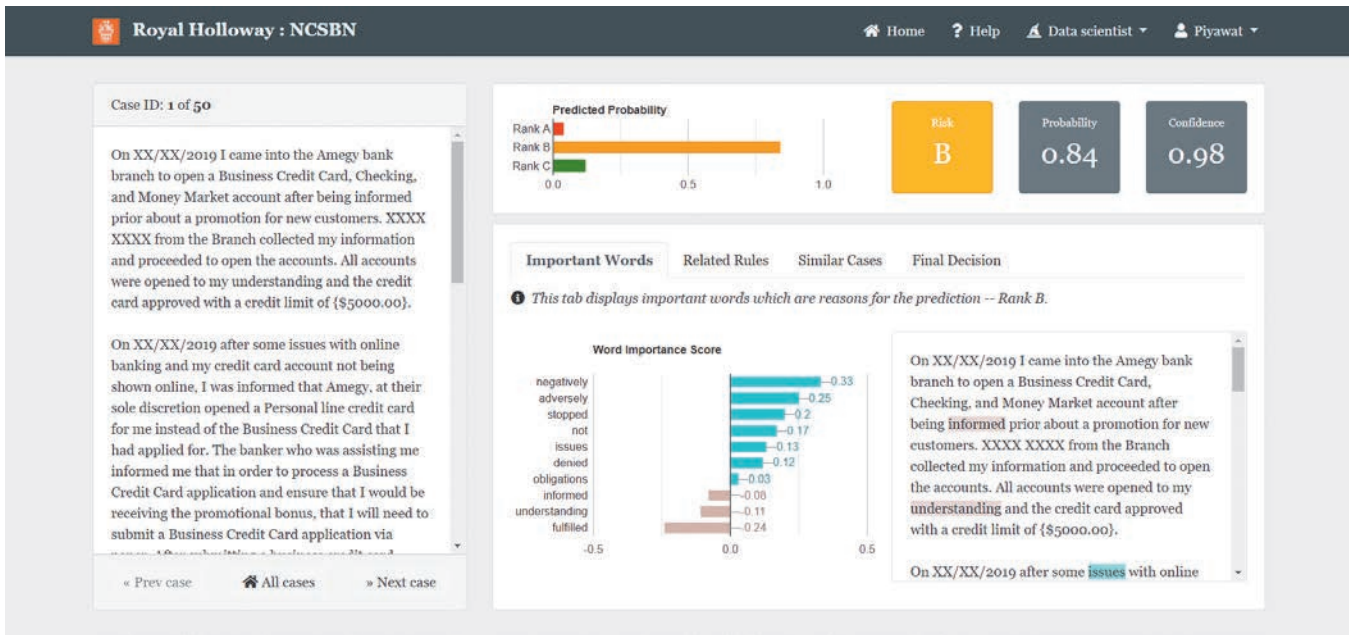 Royal Holloway : NCSBN
Home
Help
Data scientist
Piyawat
Case ID: 1 of 50
On XX/XX/2019 I came into the Amegy bank
branch to open a Business Credit Card, Checking,
and Money Market account after being informed
prior about a promotion for new customers. XXXX
XXXX from the Branch collected my information
and proceeded to open the accounts. All accounts
were opened to my understanding and the credit
card approved with a credit limit of {$5000.00}.
On XX/XX/2019 after some issues with online
banking and my credit card account not being
shown online, I was informed that Amegy, at their
sole discretion opened a Personal line credit card
for me instead of the Business Credit Card that I
had applied for. The banker who was assisting me
informed me that in order to process a Business
Credit Card application and ensure that I would be
receiving the promotional bonus, that I will need to
submit a Business Credit Card application via
« Prev case
All cases
» Next case
Predicted Probability
Rank A
Rank B
Rank C
0.0
0.5
1.0
Risk
B
Probability
0.84
Confidence
0.98
Important Words
Related Rules
Similar Cases
Final Decision
This tab displays important words which are reasons for the prediction -- Rank B.
Word Importance Score
negatively
0.33
adversely
0.25
stopped
0.2
not
0.17
issues
0.13
denied
0.12
obligations
0.03
informed
-0.08
understanding
-0.11
fulfilled
-0.24
-0.5
0.0
0.5
On XX/XX/2019 I came into the Amegy bank
branch to open a Business Credit Card,
Checking, and Money Market account after
being informed prior about a promotion for new
customers. XXXX XXXX from the Branch
collected my information and proceeded to open
the accounts. All accounts were opened to my
understanding and the credit card approved
with a credit limit of {$5000.00}.
On XX/XX/2019 after some issues with online